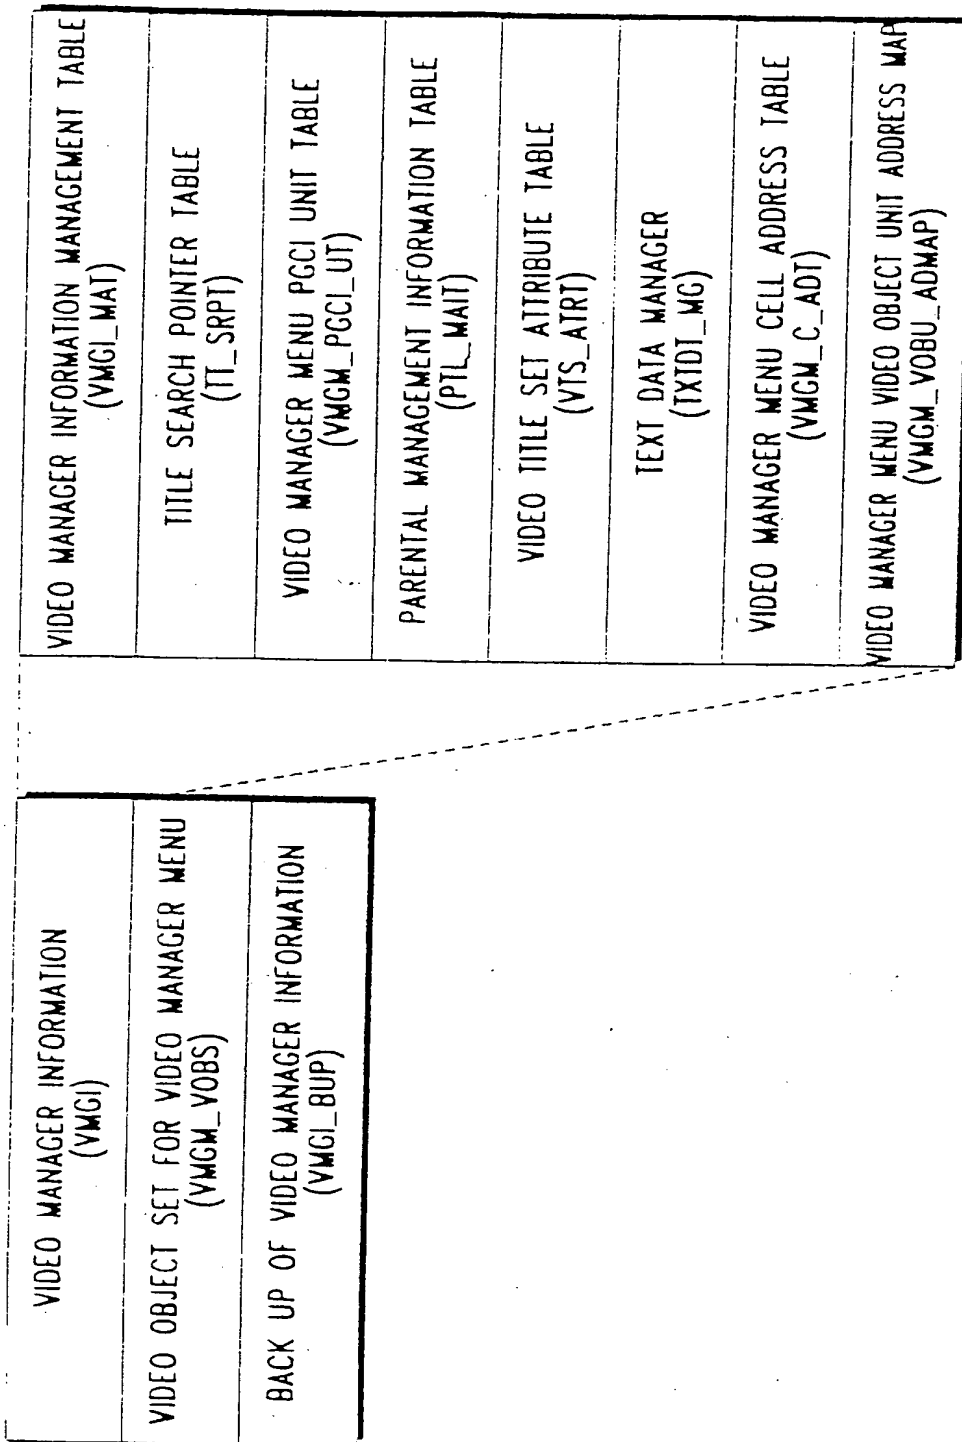 VIDEO MANAGER INFORMATION
(VMGI)
VIDEO OBJECT SET FOR VIDEO MANAGER MENU
(VMGM_VOBS)
BACK UP OF VIDEO MANAGER INFORMATION
(VMGI_BUP)
VIDEO MANAGER INFORMATION MANAGEMENT TABLE
(VMGI_MAT)
TITLE SEARCH POINTER TABLE
(TT_SRPT)
VIDEO MANAGER MENU PGCI UNIT TABLE
(VMGM_PGCI_UT)
PARENTAL MANAGEMENT INFORMATION TABLE
(PTL_MAIT)
VIDEO TITLE SET ATTRIBUTE TABLE
(VTS_ATRT)
TEXT DATA MANAGER
(TXTDT_MG)
VIDEO MANAGER MENU CELL ADDRESS TABLE
(VMGM_C_ADT)
VIDEO MANAGER MENU VIDEO OBJECT UNIT ADDRESS MAP
(VMGM_VOBU_ADMAP)